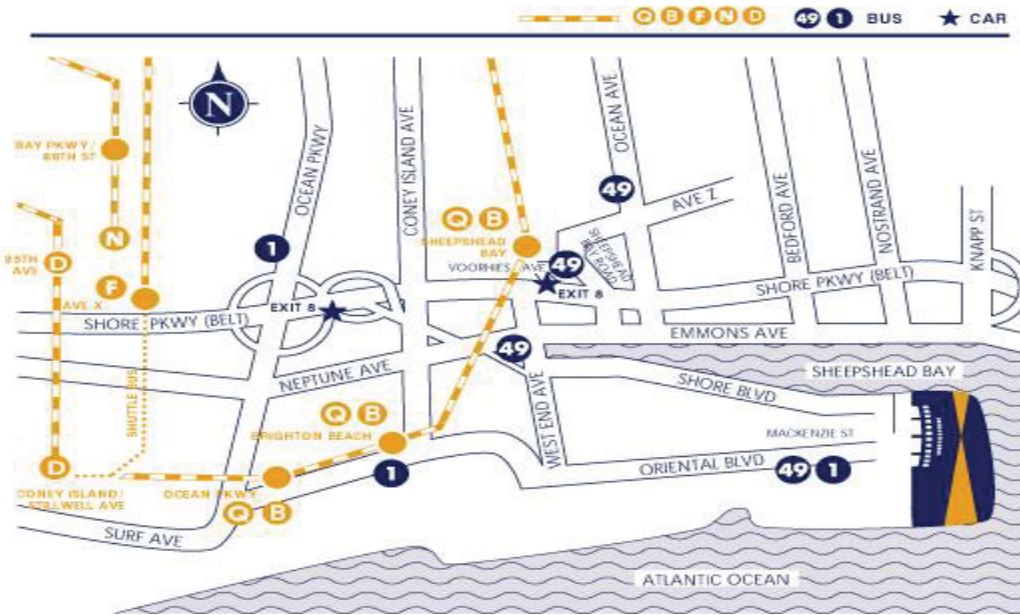 Q B F N D 49 1 BUS ★ CAR
N
BAY PKWY/
86TH ST
OCEAN PKWY
CONEY ISLAND AVE
OCEAN AVE
BEDFORD AVE
NOSTRAND AVE
KNAPP ST
49
AVE Z
Q B
SHEEPSHEAD
BAY
VOORHIES AVE
49
SHEEPSHEAD
BAY ROAD
1
N
25TH
AVE
D
F
AVE X
EXIT 8
EXIT 8
SHORE PKWY (BELT)
SHORE PKWY (BELT)
EMMONS AVE
SHEEPSHEAD BAY
49
NEPTUNE AVE
SHORE BLVD
SHUTTLE BUS
WEST END AVE
Q B
BRIGHTON BEACH
MACKENZIE ST
1
ORIENTAL BLVD
49 1
D
CONEY ISLAND/
STILLWELL AVE
OCEAN PKWY
Q B
SURF AVE
ATLANTIC OCEAN